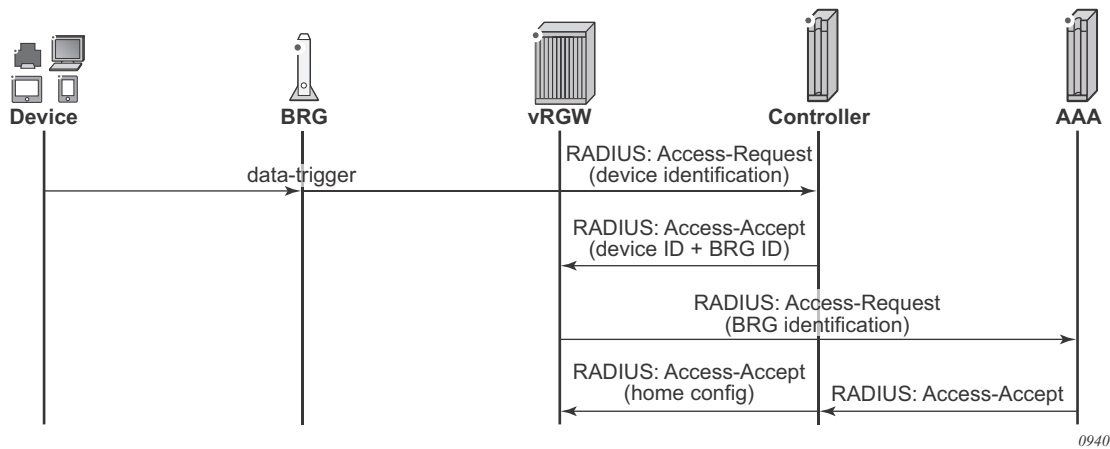 Device
BRG
vRGW
Controller
AAA
data-trigger
RADIUS: Access-Request
(device identification)
RADIUS: Access-Accept
(device ID + BRG ID)
RADIUS: Access-Request
(BRG identification)
RADIUS: Access-Accept
(home config)
RADIUS: Access-Accept
0940